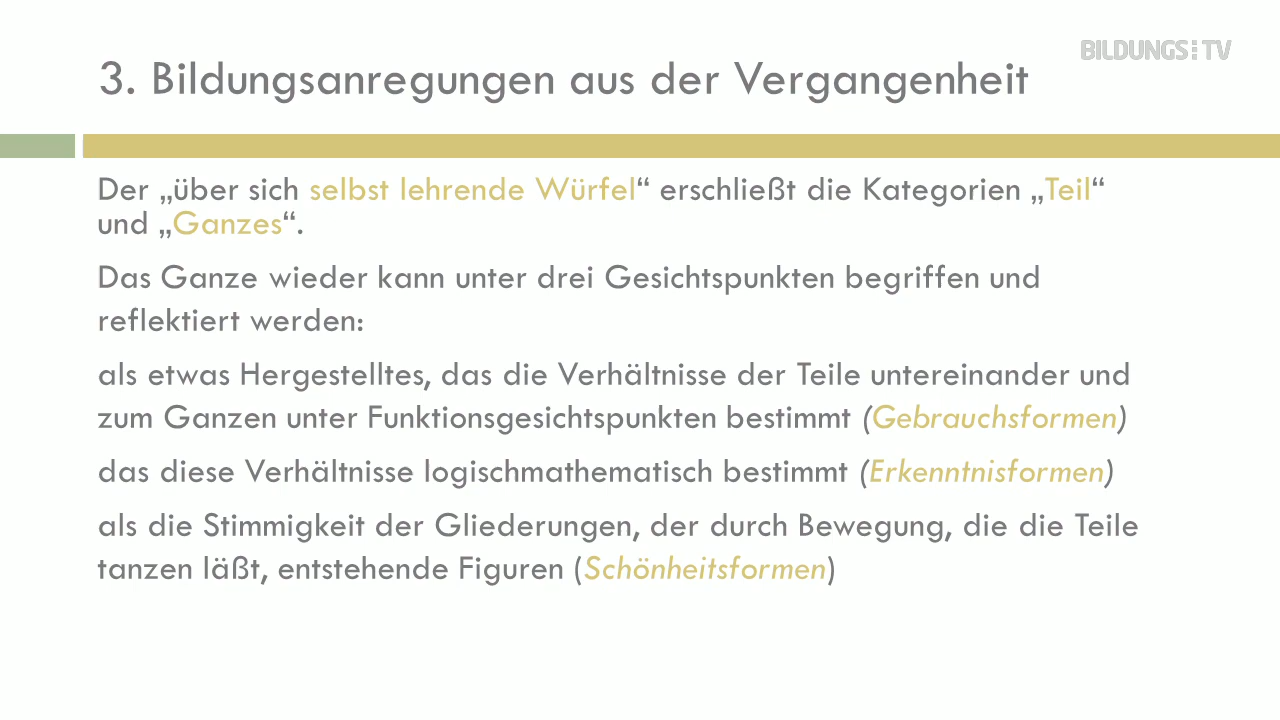 BILDUNGS:TV
3. Bildungsanregungen aus der Vergangenheit
Der „über sich selbst lehrende Würfel“ erschließt die Kategorien „Teil“
und „Ganzes“.
Das Ganze wieder kann unter drei Gesichtspunkten begriffen und
reflektiert werden:
als etwas Hergestelltes, das die Verhältnisse der Teile untereinander und
zum Ganzen unter Funktionsgesichtspunkten bestimmt (Gebrauchsformen)
das diese Verhältnisse logischmathematisch bestimmt (Erkenntnisformen)
als die Stimmigkeit der Gliederungen, der durch Bewegung, die die Teile
tanzen läßt, entstehende Figuren (Schönheitsformen)